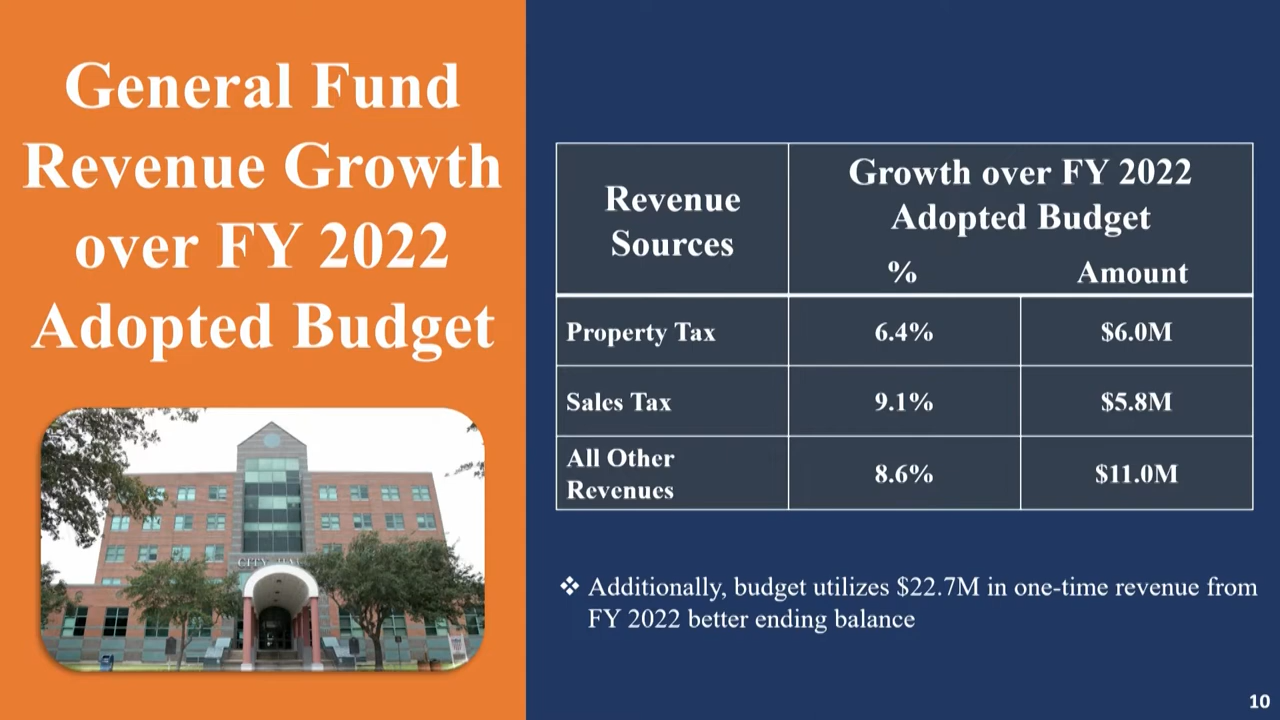 General Fund
Revenue Growth
over FY 2022
Adopted Budget
Revenue
Sources
Growth over FY 2022
Adopted Budget
% Amount
Property Tax 6.4% $6.0M
Sales Tax 9.1% $5.8M
All Other
Revenues 8.6% $11.0M
❖ Additionally, budget utilizes $22.7M in one-time revenue from
FY 2022 better ending balance
CITY HALL
10